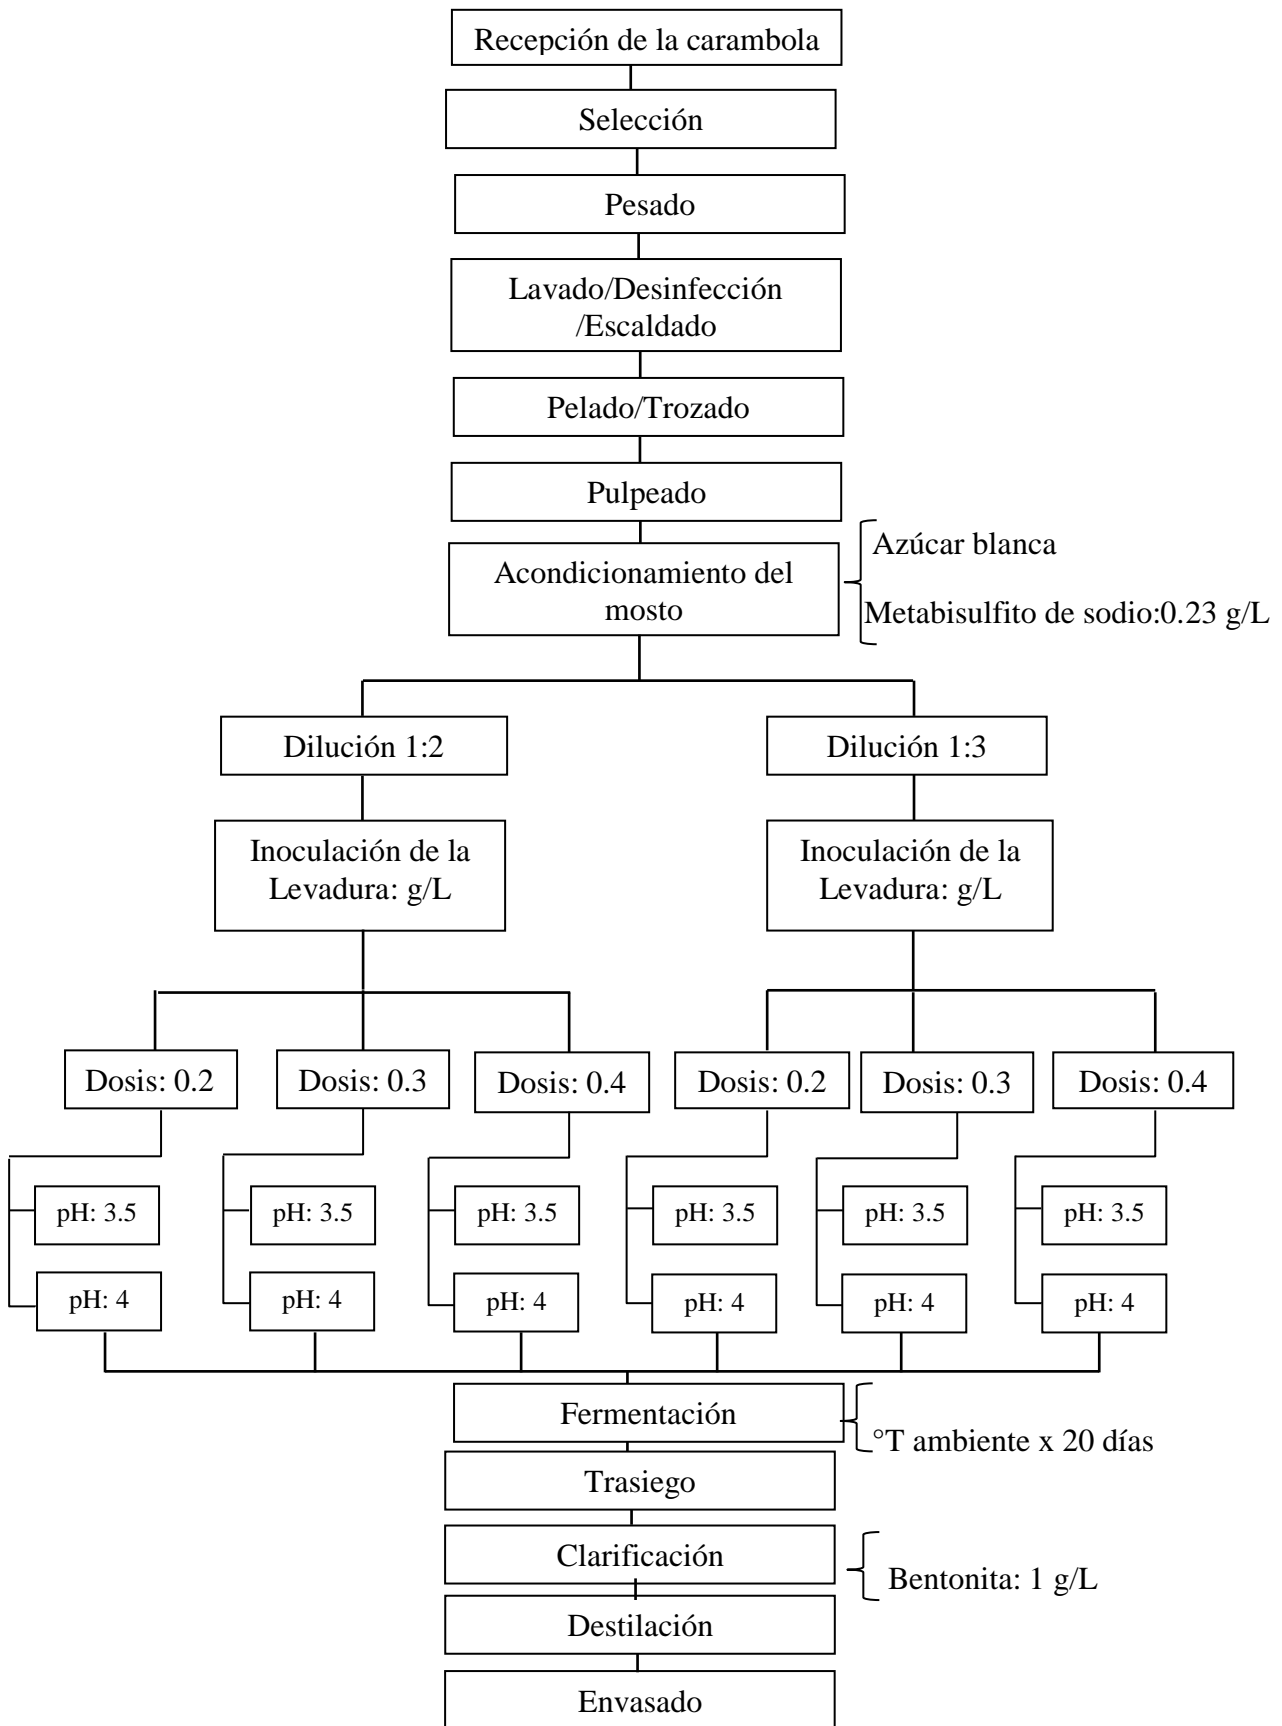 Recepción de la carambola
Selección
Pesado
Lavado/Desinfección
/Escaldado
Pelado/Trozado
Pulpeado
Acondicionamiento del
mosto
Azúcar blanca
Metabisulfito de sodio:0.23 g/L
Dilución 1:2
Dilución 1:3
Inoculación de la
Levadura: g/L
Inoculación de la
Levadura: g/L
Dosis: 0.2
Dosis: 0.3
Dosis: 0.4
Dosis: 0.2
Dosis: 0.3
Dosis: 0.4
pH: 3.5
pH: 3.5
pH: 3.5
pH: 3.5
pH: 3.5
pH: 3.5
pH: 4
pH: 4
pH: 4
pH: 4
pH: 4
pH: 4
Fermentación
°T ambiente x 20 días
Trasiego
Clarificación
Bentonita: 1 g/L
Destilación
Envasado